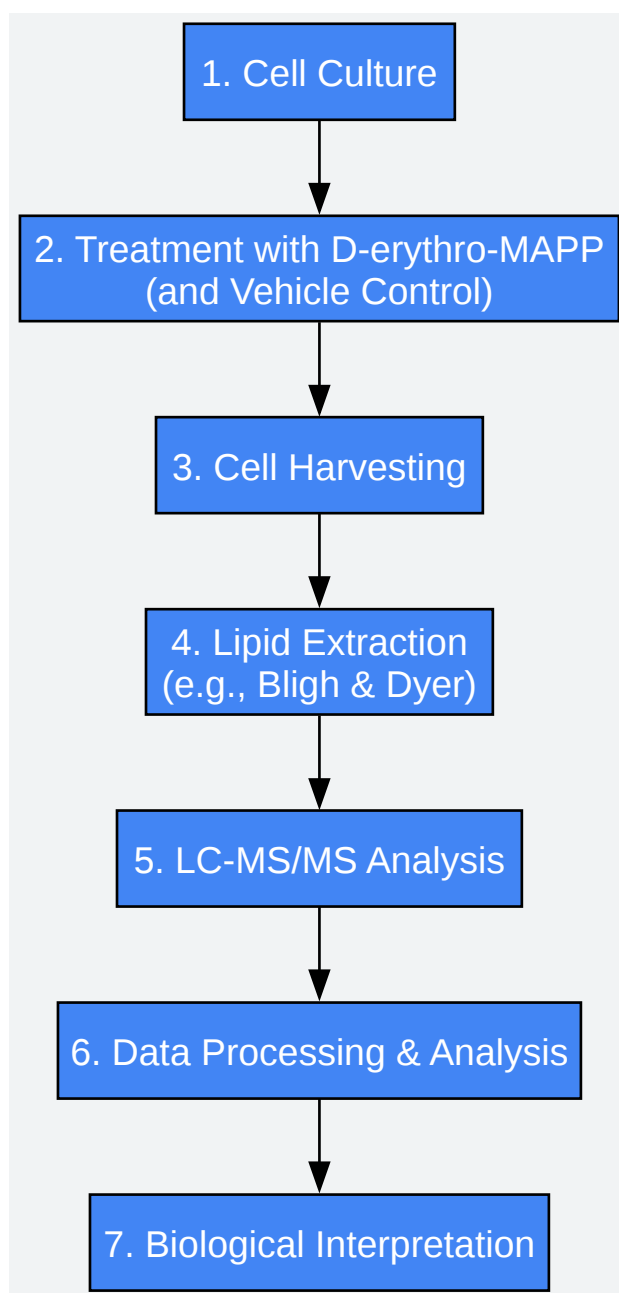 1. Cell Culture
2. Treatment with D-erythro-MAPP
(and Vehicle Control)
3. Cell Harvesting
4. Lipid Extraction
(e.g., Bligh & Dyer)
5. LC-MS/MS Analysis
6. Data Processing & Analysis
7. Biological Interpretation